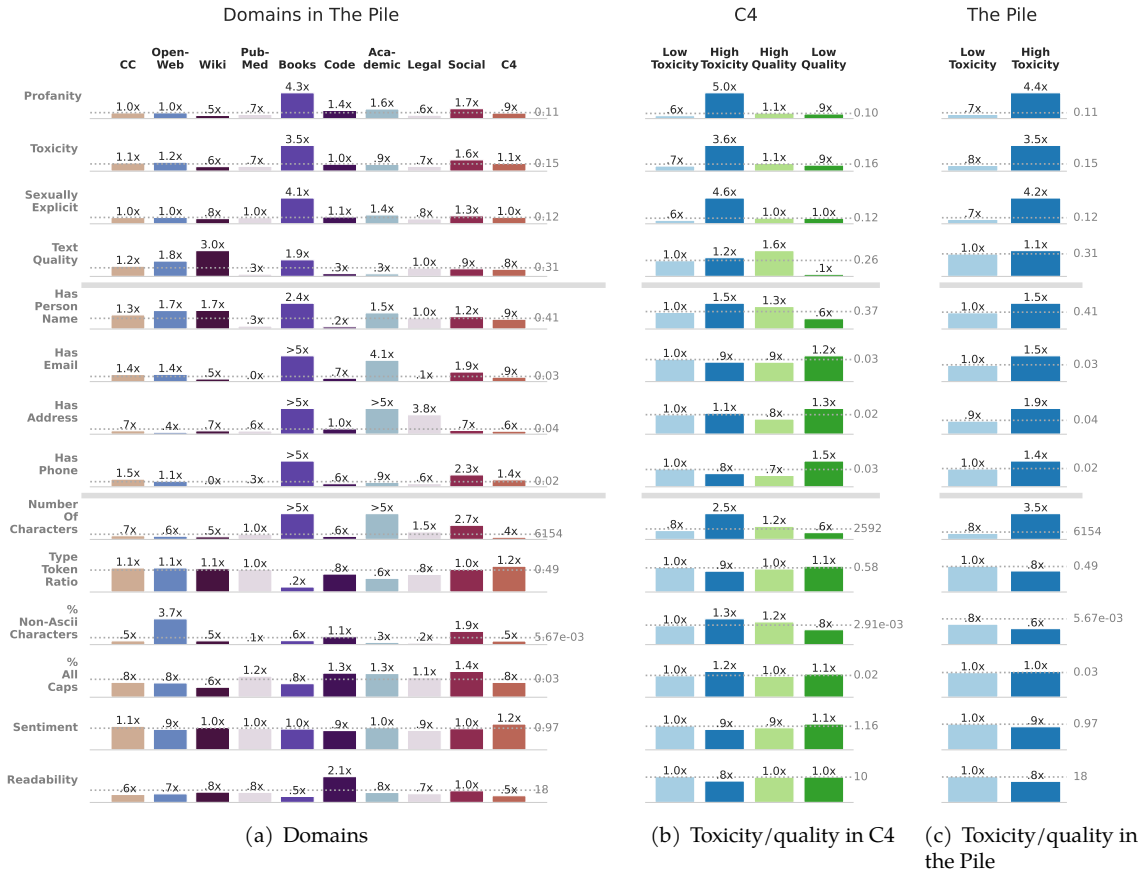 Domains in The Pile C4 The Pile
CC Open-Web Wiki Pub-Med Books Code Aca-demic Legal Social C4 Low Toxicity High Toxicity High Quality Low Quality Low Toxicity High Toxicity
Profanity 1.0x 1.0x .5x .7x 4.3x 1.4x 1.6x .6x 1.7x .9x 0.11 .6x 5.0x 1.1x .9x 0.10 .7x 4.4x 0.11
Toxicity 1.1x 1.2x .6x .7x 3.5x 1.0x .9x .7x 1.6x 1.1x 0.15 .7x 3.6x 1.1x .9x 0.16 .8x 3.5x 0.15
Sexually Explicit 1.0x 1.0x .8x 1.0x 4.1x 1.1x 1.4x .8x 1.3x 1.0x 0.12 .6x 4.6x 1.0x 1.0x 0.12 .7x 4.2x 0.12
Text Quality 1.2x 1.8x 3.0x .3x 1.9x .3x .3x 1.0x .9x .8x 0.31 1.0x 1.2x 1.6x .1x 0.26 1.0x 1.1x 0.31
Has Person Name 1.3x 1.7x 1.7x .3x 2.4x .2x 1.5x 1.0x 1.2x .9x 0.41 1.0x 1.5x 1.3x .6x 0.37 1.0x 1.5x 0.41
Has Email 1.4x 1.4x .5x .0x >5x .7x 4.1x .1x 1.9x .9x 0.03 1.0x .9x .9x 1.2x 0.03 1.0x 1.5x 0.03
Has Address .7x .4x .7x .6x >5x 1.0x >5x 3.8x .7x .6x 0.04 1.0x 1.1x .8x 1.3x 0.02 .9x 1.9x 0.04
Has Phone 1.5x 1.1x .0x .3x >5x .6x .9x .6x 2.3x 1.4x 0.02 1.0x .8x .7x 1.5x 0.03 1.0x 1.4x 0.02
Number Of Characters .7x .6x .5x 1.0x >5x .6x >5x 1.5x 2.7x .4x 6154 .8x 2.5x 1.2x .6x 2592 .8x 3.5x 6154
Type Token Ratio 1.1x 1.1x 1.1x 1.0x .2x .8x .6x .8x 1.0x 1.2x 0.49 1.0x .9x 1.0x 1.1x 0.58 1.0x .8x 0.49
% Non-Ascii Characters .5x 3.7x .5x .1x .6x 1.1x .3x .2x 1.9x .5x 5.67e-03 1.0x 1.3x 1.2x .8x 2.91e-03 .8x .6x 5.67e-03
% All Caps .8x .8x .6x 1.2x .8x 1.3x 1.3x 1.1x 1.4x .8x 0.03 1.0x 1.2x 1.0x 1.1x 0.02 1.0x 1.0x 0.03
Sentiment 1.1x .9x 1.0x 1.0x 1.0x .9x 1.0x .9x 1.0x 1.2x 0.97 1.0x .9x .9x 1.1x 1.16 1.0x .9x 0.97
Readability .6x .7x .8x .8x .5x 2.1x .8x .7x 1.0x .5x 18 1.0x .8x 1.0x 1.0x 10 1.0x .8x 18
(a) Domains (b) Toxicity/quality in C4 (c) Toxicity/quality in
the Pile